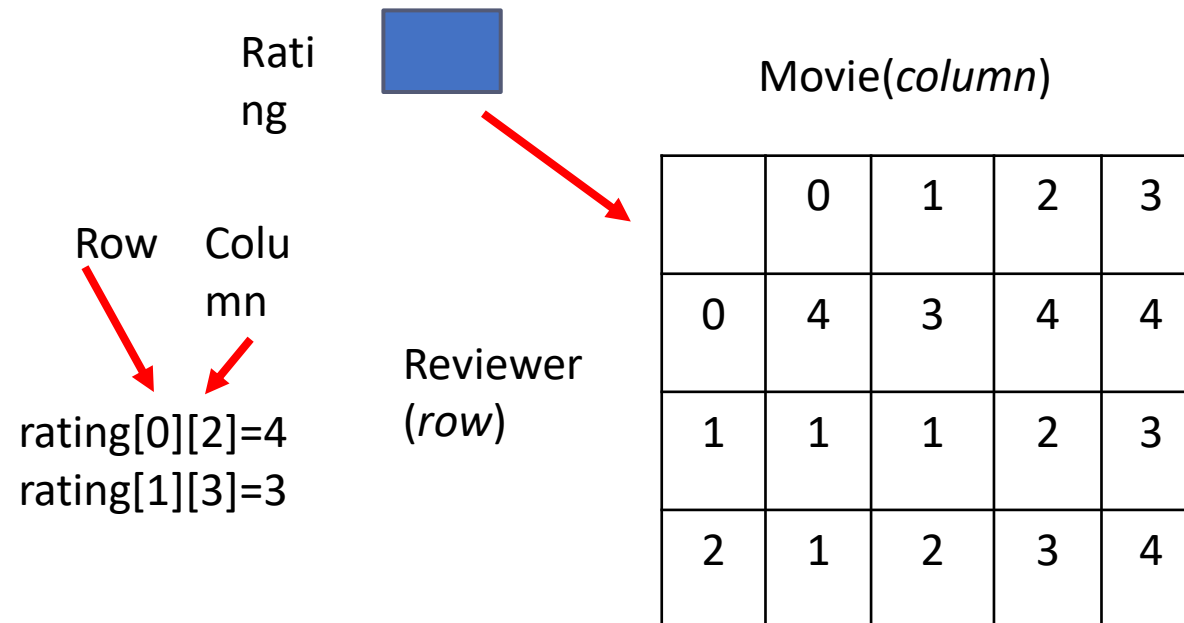 Rati
ng
Movie(column)
Row Colu
mn
rating[0][2]=4
rating[1][3]=3
Reviewer
(row)
0 1 2 3
0 4 3 4 4
1 1 1 2 3
2 1 2 3 4